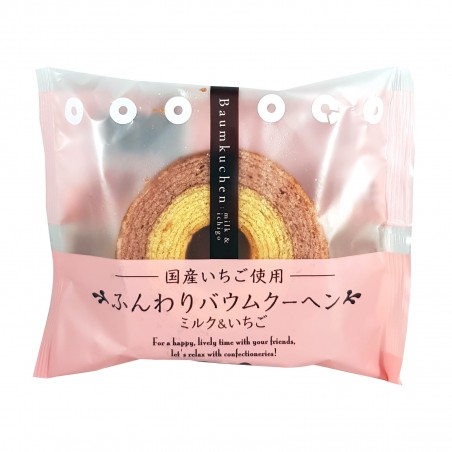 Baumkuchen:
milk &
ichigo
国産いちご使用
ふんわりバウムクーヘン
ミルク&いちご
For a happy, lively time with your friends,
let's relax with confectioneries!